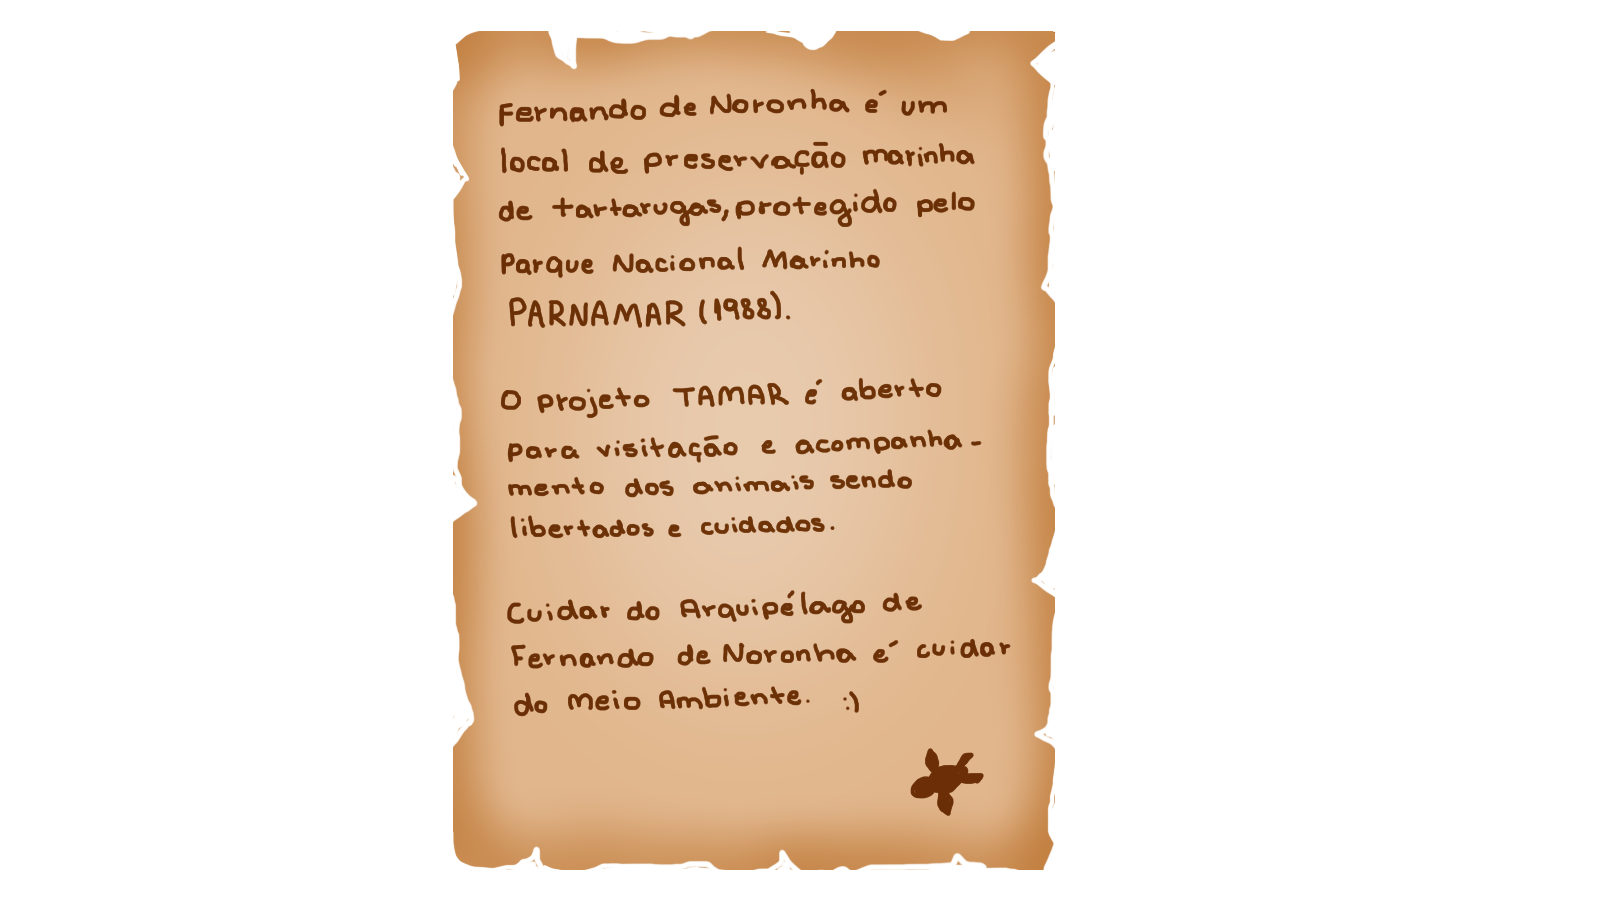 Fernando de Noronha é um
local de preservação marinha
de tartarugas, protegido pelo
Parque Nacional Marinho
PARNAMAR (1988).
O projeto TAMAR é aberto
para visitação e acompanha-
mento dos animais sendo
libertados e cuidados.
Cuidar do Arquipélago de
Fernando de Noronha é cuidar
do Meio Ambiente. :)